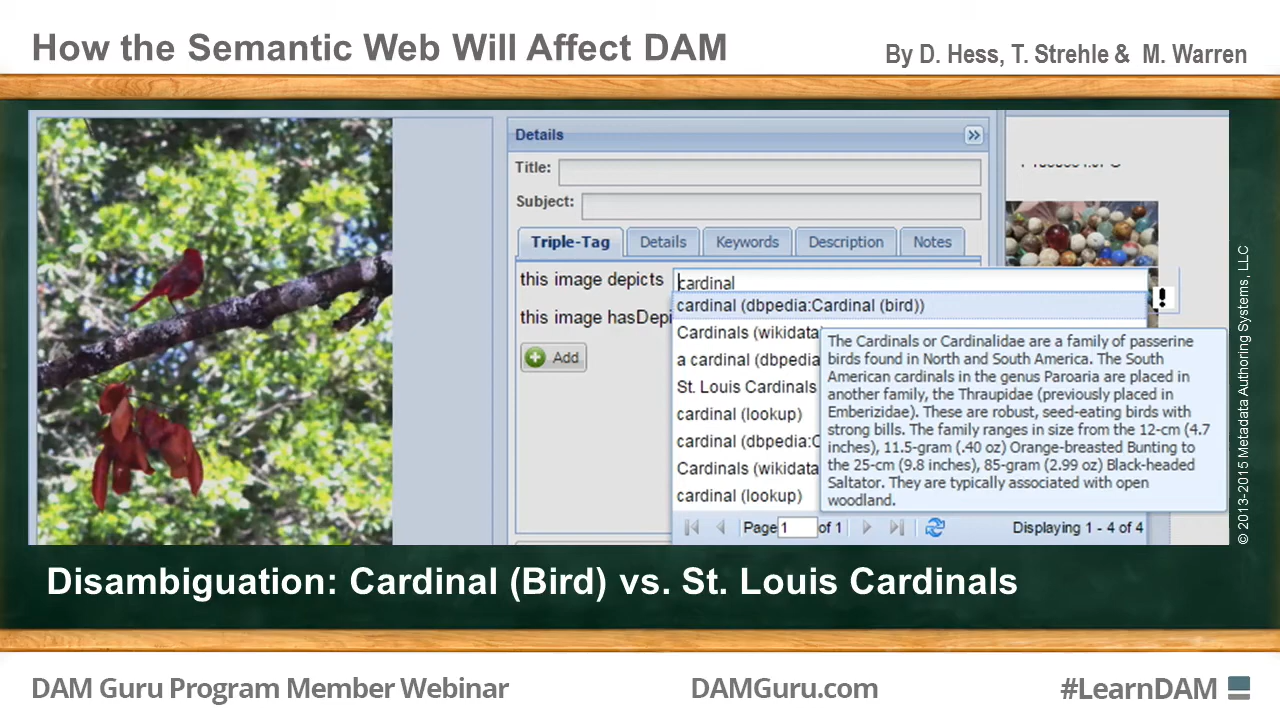 How the Semantic Web Will Affect DAM
By D. Hess, T. Strehle & M. Warren
Details
Title:
Subject:
Triple-Tag
Details
Keywords
Description
Notes
this image depicts
cardinal
this image hasDepi
Add
cardinal (dbpedia:Cardinal (bird))
Cardinals (wikidata
a cardinal (dbpedia
St. Louis Cardinals
cardinal (lookup)
cardinal (dbpedia:C
Cardinals (wikidata
cardinal (lookup)
The Cardinals or Cardinalidae are a family of passerine
birds found in North and South America. The South
American cardinals in the genus Paroaria are placed in
another family, the Thraupidae (previously placed in
Emberizidae). These are robust, seed-eating birds with
strong bills. The family ranges in size from the 12-cm (4.7
inches), 11.5-gram (.40 oz) Orange-breasted Bunting to
the 25-cm (9.8 inches), 85-gram (2.99 oz) Black-headed
Saltator. They are typically associated with open
woodland.
Page 1 of 1
Displaying 1 - 4 of 4
© 2013-2015 Metadata Authoring Systems, LLC
Disambiguation: Cardinal (Bird) vs. St. Louis Cardinals
DAM Guru Program Member Webinar
DAMGuru.com
#LearnDAM